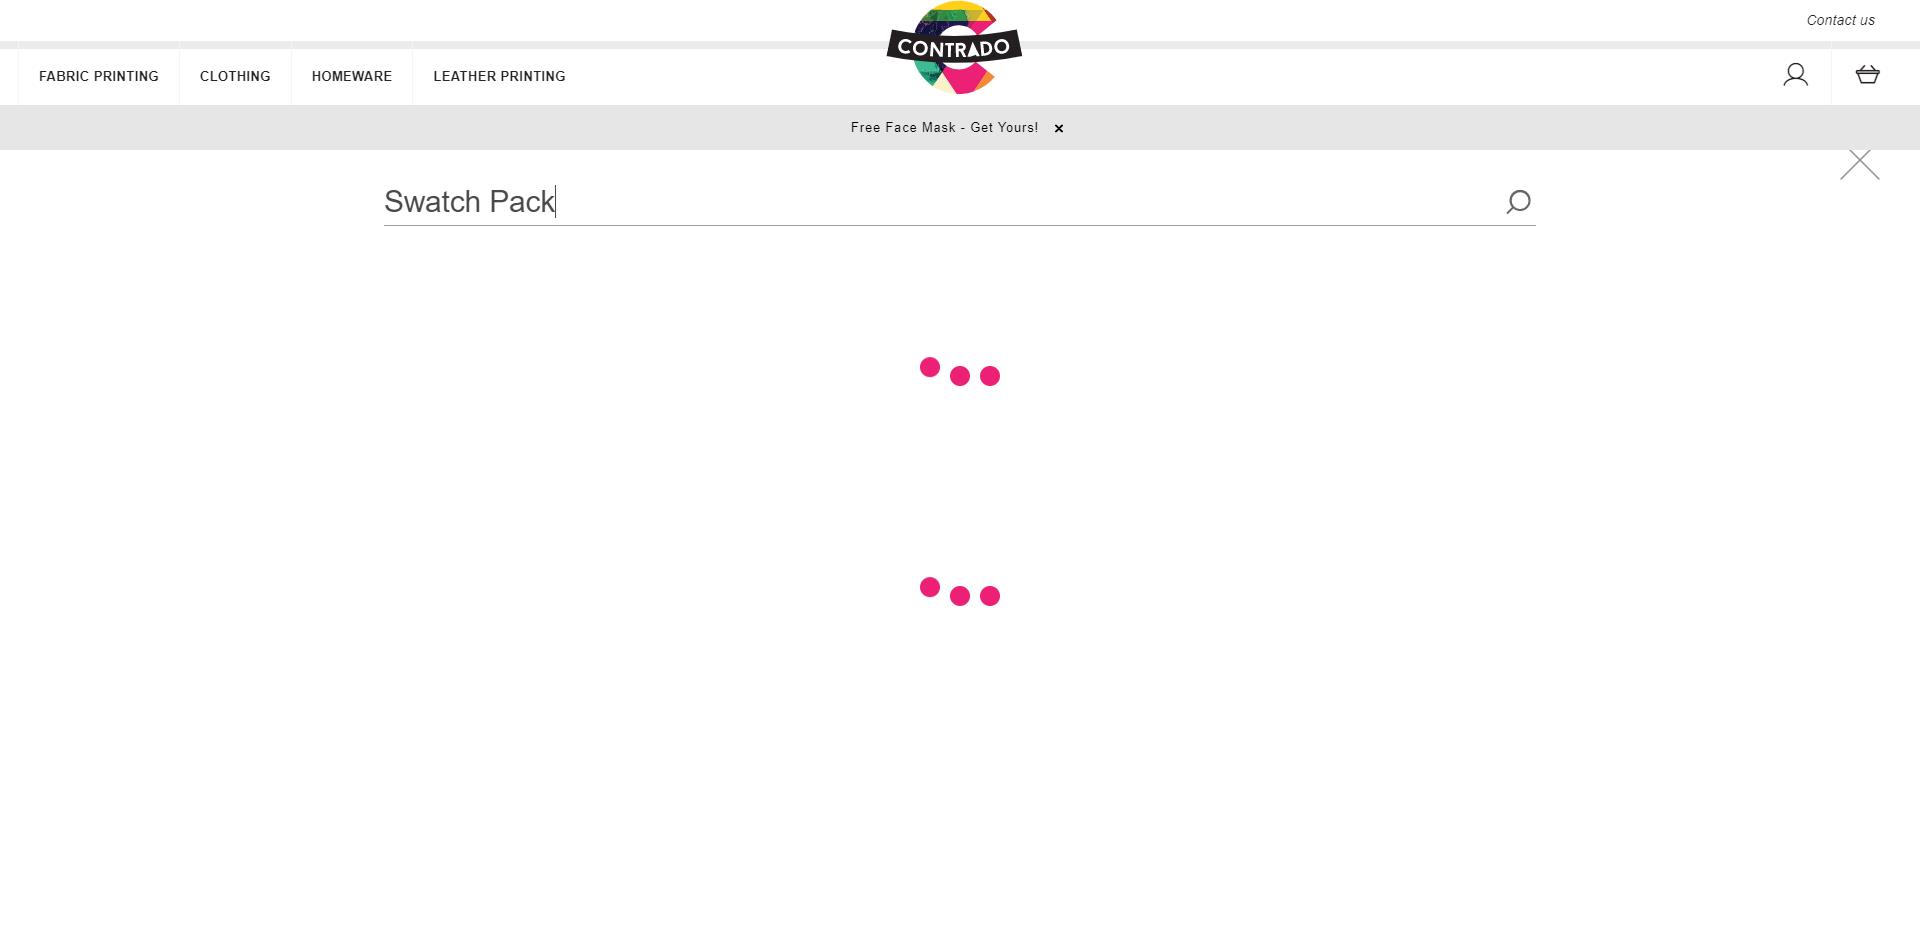 Contact us
CONTRADO
FABRIC PRINTING
CLOTHING
HOMEWARE
LEATHER PRINTING
Free Face Mask - Get Yours!
Swatch Pack